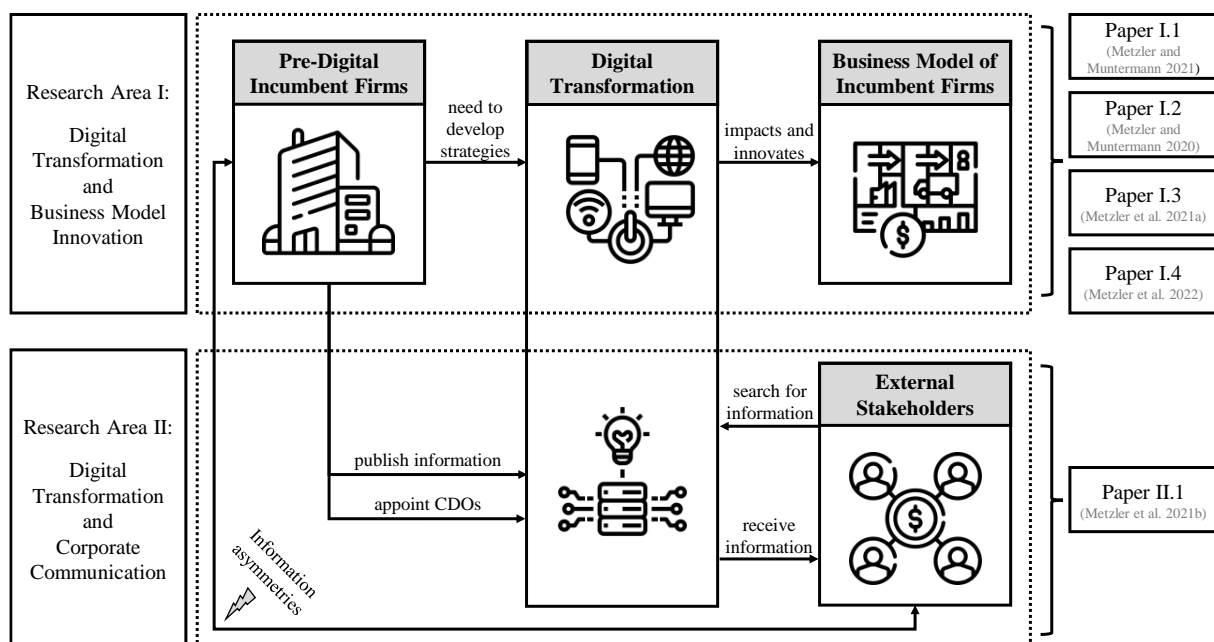 Research Area I:
Digital
Transformation
and
Business Model
Innovation
Pre-Digital
Incumbent Firms
need to
develop
strategies
Digital
Transformation
impacts and
innovates
Business Model of
Incumbent Firms
$
Paper I.1
(Metzler and
Muntermann 2021)
Paper I.2
(Metzler and
Muntermann 2020)
Paper I.3
(Metzler et al. 2021a)
Paper I.4
(Metzler et al. 2022)
Research Area II:
Digital
Transformation
and
Corporate
Communication
publish information
appoint CDOs
Information
asymmetries
search for
information
receive
information
External
Stakeholders
$
Paper II.1
(Metzler et al. 2021b)